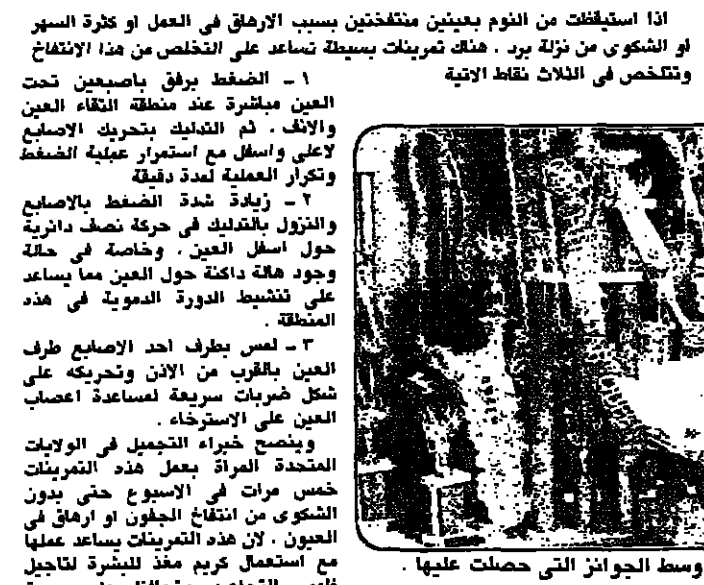 اذا استيقظت من النوم بعينين منتفختين بسبب الارهاق فى العمل او كثرة السهر
او الشكوى من نزلة برد . هناك تمرينات بسيطة تساعد على التخلص من هذا الانتفاخ
وتتلخص فى الثلاث نقاط الاتية
١ ـ الضغط برفق باصبعين تحت
العين مباشرة عند منطقة التقاء العين
والانف . ثم التدليك بتحريك الاصابع
لاعلى واسفل مع استمرار عملية الضغط
وتكرار العملية لمدة دقيقة
٢ ـ زيادة شدة الضغط بالاصابع
والنزول بالتدليك فى حركة نصف دائرية
حول اسفل العين . وخاصة فى حالة
وجود هالة داكنة حول العين مما يساعد
على تنشيط الدورة الدموية فى هذه
المنطقة .
٣ ـ لمس بطرف احد الاصابع طرف
العين بالقرب من الاذن وتحريكه على
شكل ضربات سريعة لمساعدة اعصاب
العين على الاسترخاء .
وينصح خبراء التجميل فى الولايات
المتحدة المراة بعمل هذه التمرينات
خمس مرات فى الاسبوع حتى بدون
الشكوى من انتفاخ الجفون او ارهاق فى
العيون . لان هذه التمرينات يساعد عملها
مع استعمال كريم مغذ للبشرة لتاجيل
وسط الجوائز التى حصلت عليها .